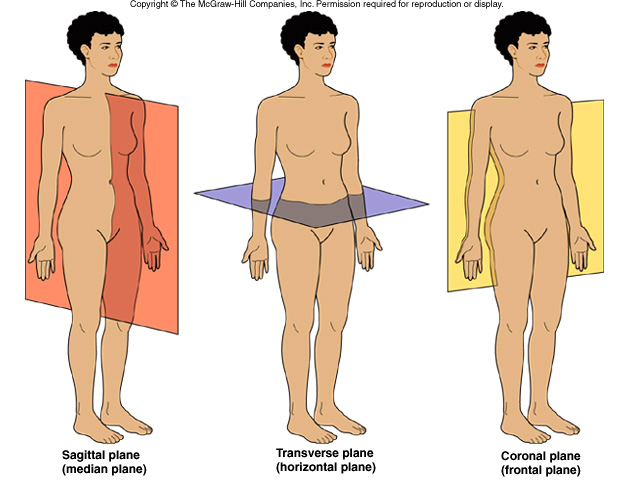 Copyright © The McGraw-Hill Companies, Inc. Permission required for reproduction or display.
Sagittal plane
(median plane)
Transverse plane
(horizontal plane)
Coronal plane
(frontal plane)